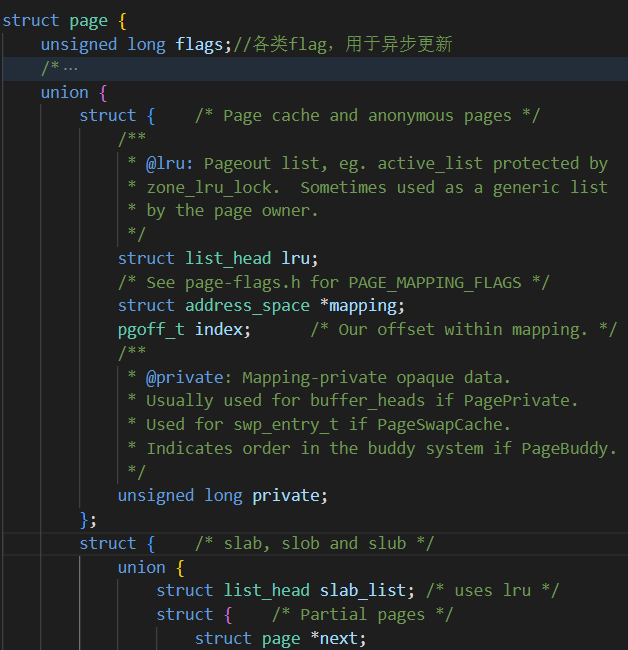 struct page {
    unsigned long flags;//各类flag，用于异步更新
    /*…
    union {
        struct {    /* Page cache and anonymous pages */
            /**
             * @lru: Pageout list, eg. active_list protected by
             * zone_lru_lock.  Sometimes used as a generic list
             * by the page owner.
             */
            struct list_head lru;
            /* See page-flags.h for PAGE_MAPPING_FLAGS */
            struct address_space *mapping;
            pgoff_t index;      /* Our offset within mapping. */
            /**
             * @private: Mapping-private opaque data.
             * Usually used for buffer_heads if PagePrivate.
             * Used for swp_entry_t if PageSwapCache.
             * Indicates order in the buddy system if PageBuddy.
             */
            unsigned long private;
        };
        struct {    /* slab, slob and slub */
            union {
                struct list_head slab_list; /* uses lru */
                struct {    /* Partial pages */
                    struct page *next;